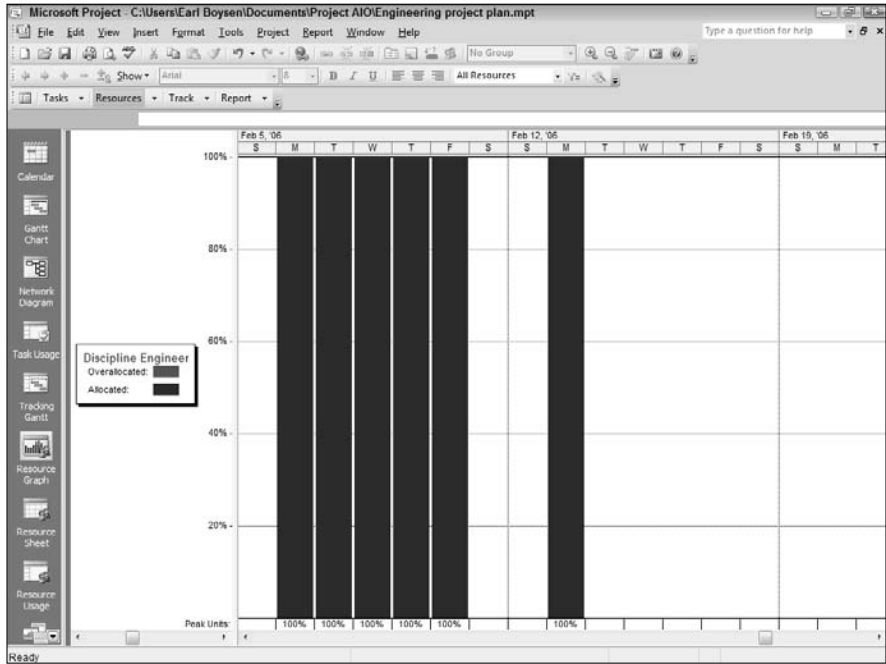 Microsoft Project - C:\Users\Earl Boysen\Documents\Project AIO\Engineering project plan.mpt
File Edit View Insert Format Tools Project Report Window Help
Type a question for help
No Group
Show Arial 8 B I U All Resources
Tasks Resources Track Report
Feb 5, '06 Feb 12, '06 Feb 19, '06
S M T W T F S S M T W T F S S M T
100%
80%
60%
40%
20%
Calendar
Gantt
Chart
Network
Diagram
Task Usage
Tracking
Gantt
Resource
Graph
Resource
Sheet
Resource
Usage
Discipline Engineer
Overallocated:
Allocated:
Peak Units: 100% 100% 100% 100% 100% 100%
Ready